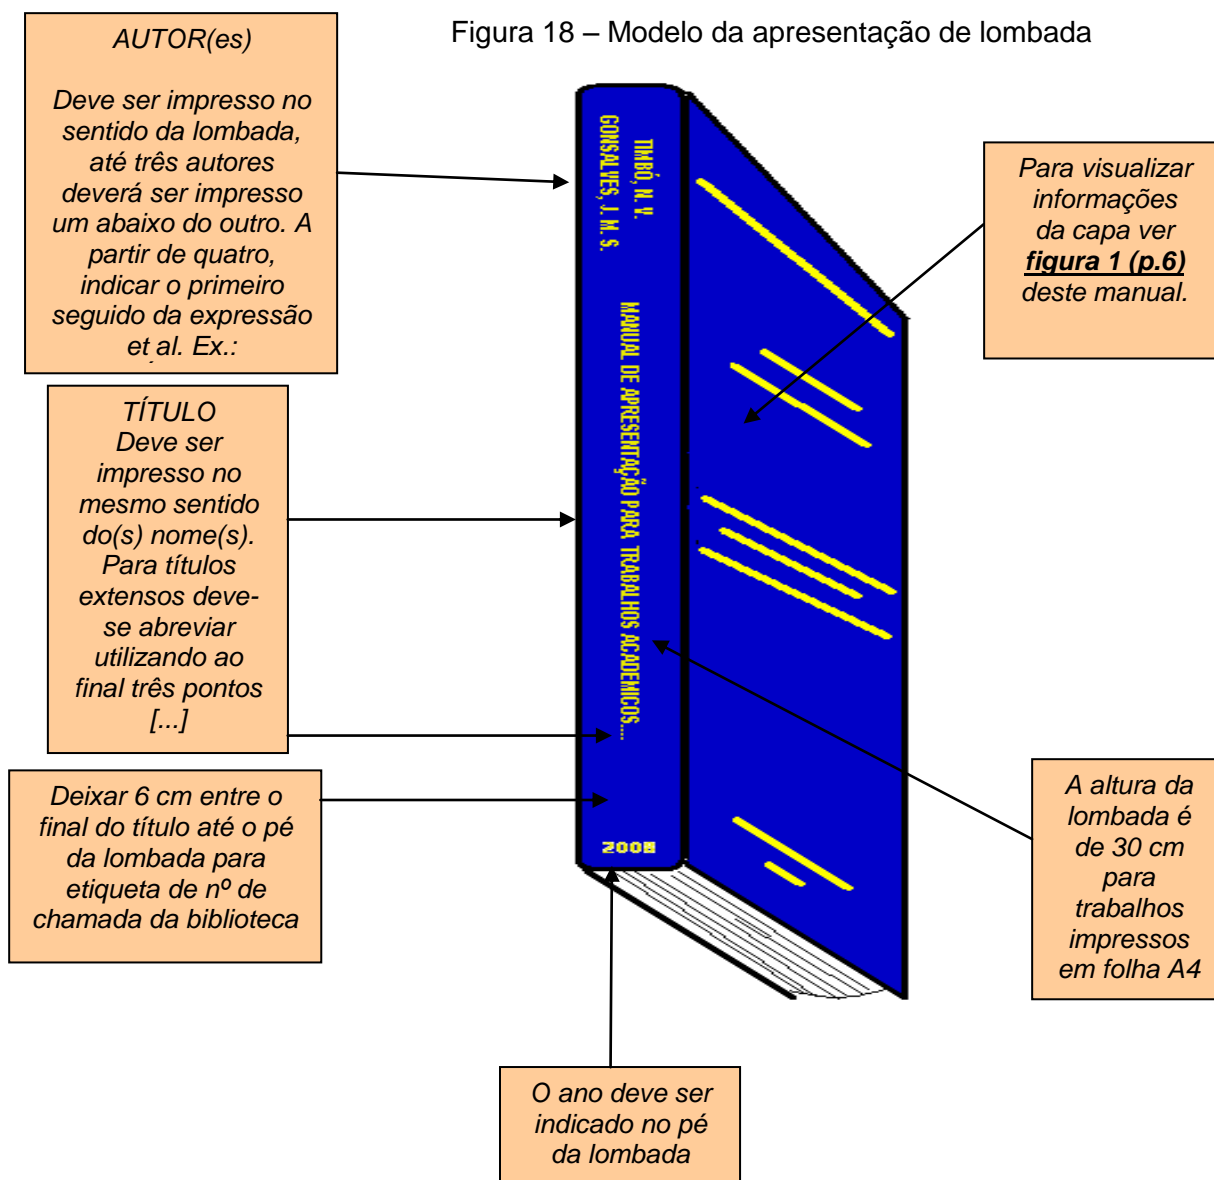 Figura 18 – Modelo da apresentação de lombada
AUTOR(es)
Deve ser impresso no
sentido da lombada,
até três autores
deverá ser impresso
um abaixo do outro. A
partir de quatro,
indicar o primeiro
seguido da expressão
et al. Ex.:
TÍTULO
Deve ser
impresso no
mesmo sentido
do(s) nome(s).
Para títulos
extensos deve-
se abreviar
utilizando ao
final três pontos
[...]
Deixar 6 cm entre o
final do título até o pé
da lombada para
etiqueta de nº de
chamada da biblioteca
TIMBÓ, N. V.
GONSALVES, J. M. S.
MANUAL DE APRESENTAÇÃO PARA TRABALHOS ACADEMICOS....
Para visualizar
informações
da capa ver
figura 1 (p.6)
deste manual.
A altura da
lombada é
de 30 cm
para
trabalhos
impressos
em folha A4
O ano deve ser
indicado no pé
da lombada